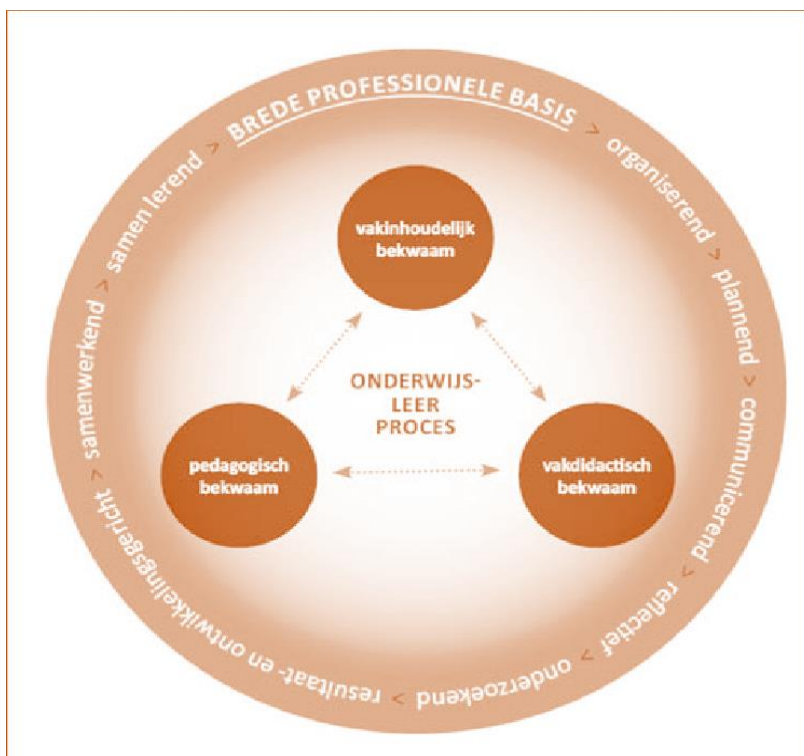 BREDE PROFESSIONELE BASIS > organiserend > plannend > communicerend > reflectief > onderzoekend > resultaat- en ontwikkelingsgericht > samenwerkend > samen lerend >
vakinhoudelijk
bekwaam
ONDERWIJS-
LEER
PROCES
pedagogisch
bekwaam
vakdidactisch
bekwaam